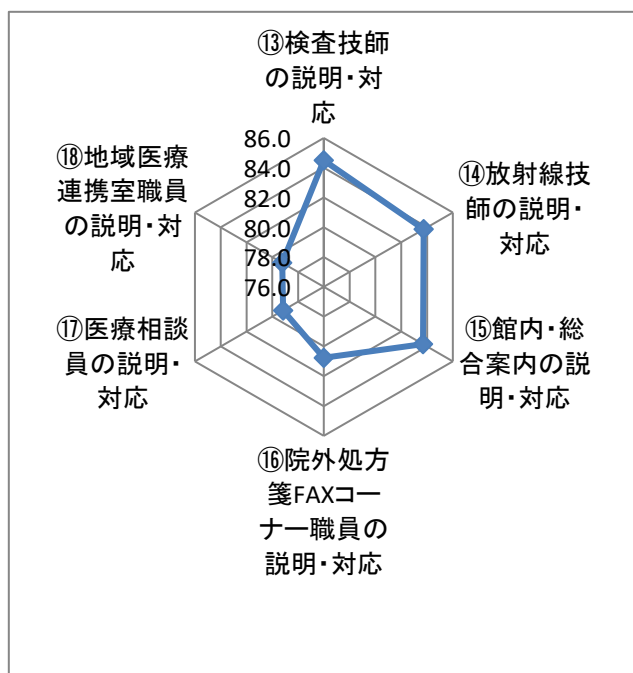 ⑬検査技師
の説明・対
応
86.0
84.0
82.0
80.0
78.0
76.0
⑭放射線技
師の説明・
対応
⑮館内・総
合案内の説
明・対応
⑯院外処方
箋FAXコー
ナー職員の
説明・対応
⑰医療相談
員の説明・
対応
⑱地域医療
連携室職員
の説明・対
応